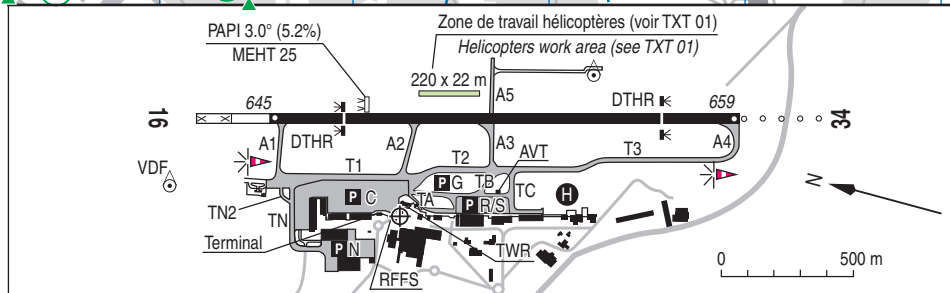 PAPI 3.0° (5.2%)
MEHT 25
Zone de travail hélicoptères (voir TXT 01)
Helicopters work area (see TXT 01)
220 x 22 m
A5
DTHR
645
659
16
34
A1
DTHR
A2
A3
AVT
T3
A4
VDF
T1
T2
P G
TB
TC
H
N
TN2
TN
P C
TA
P R/S
Terminal
P N
TWR
RFFS
0 500 m